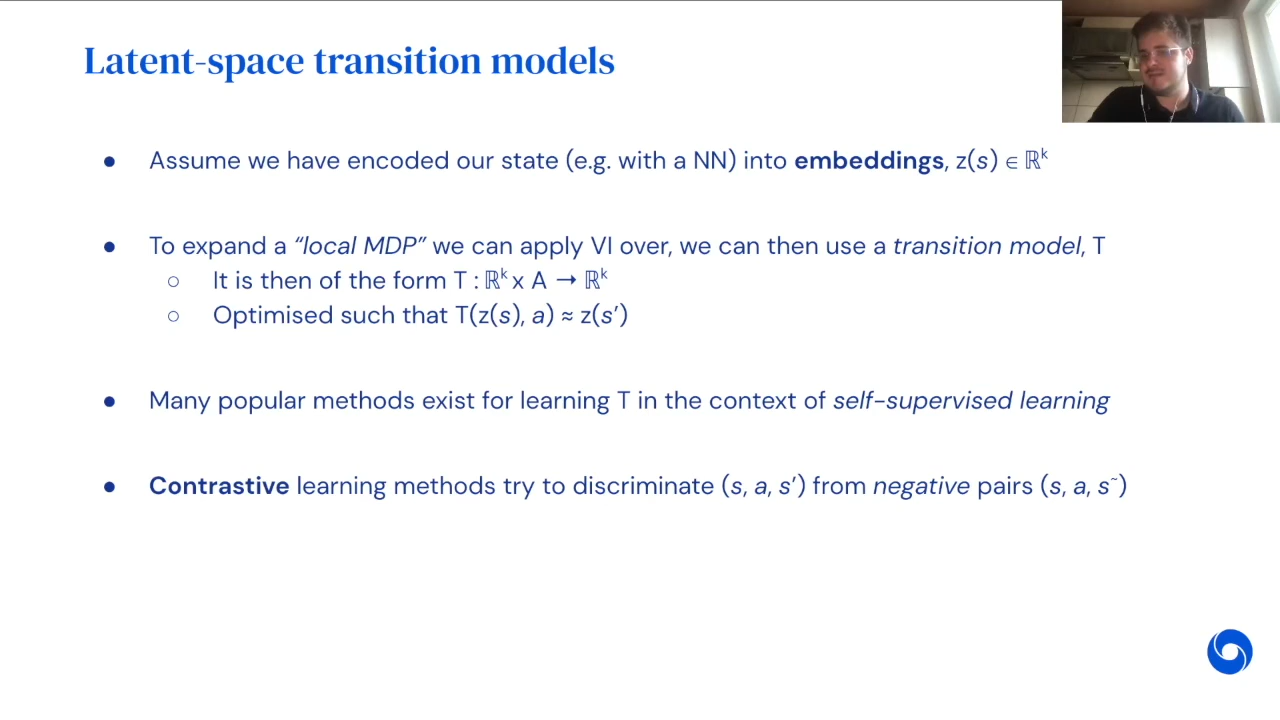 Latent-space transition models
● Assume we have encoded our state (e.g. with a NN) into embeddings, z(s) ∈ ℝᵏ
● To expand a “local MDP” we can apply VI over, we can then use a transition model, T
○ It is then of the form T : ℝᵏ x A → ℝᵏ
○ Optimised such that T(z(s), a) ≈ z(s’)
● Many popular methods exist for learning T in the context of self-supervised learning
● Contrastive learning methods try to discriminate (s, a, s’) from negative pairs (s, a, s˜)